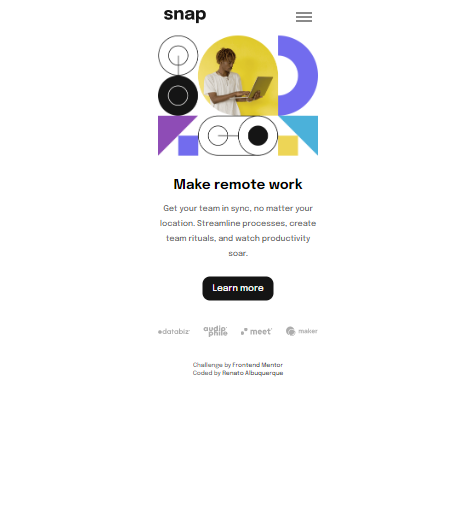 snap
Make remote work
Get your team in sync, no matter your
location. Streamline processes, create
team rituals, and watch productivity
soar.
Learn more
databiz
audiophile
meet
maker
Challenge by Frontend Mentor
Coded by Renato Albuquerque